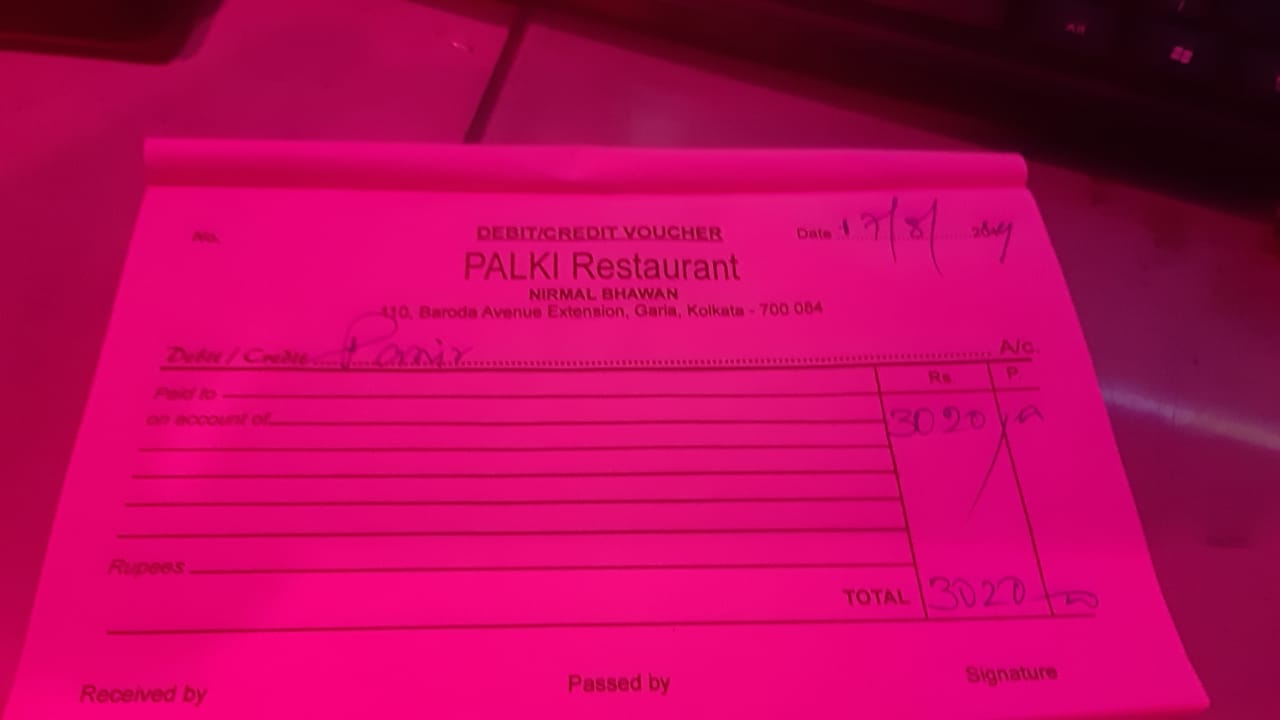 No. DEBIT/CREDIT VOUCHER Date 17/8/2019
PALKI Restaurant
NIRMAL BHAWAN
110, Baroda Avenue Extension, Garia, Kolkata - 700 084
Debit / Credit A/c.
Rs. P.
Paid to
on account of 3020
Rupees
TOTAL 3020
Received by Passed by Signature